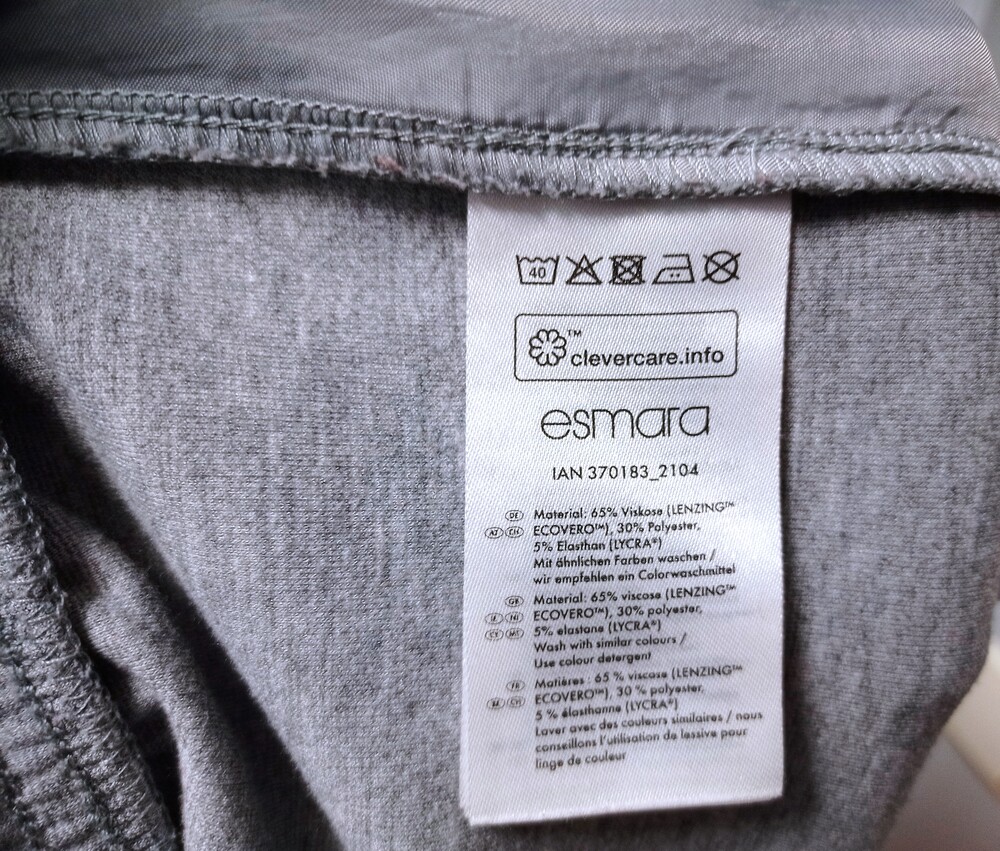 40
™
clevercare.info
esmara
IAN 370183_2104
DE Material: 65% Viskose (LENZING™
AT CH ECOVERO™), 30% Polyester,
5% Elasthan (LYCRA®)
Mit ähnlichen Farben waschen /
wir empfehlen ein Colorwaschmittel
GB Material: 65% viscose (LENZING™
IE NI ECOVERO™), 30% polyester,
CY MT 5% elastane (LYCRA®)
Wash with similar colours /
Use colour detergent
FR Matières : 65 % viscose (LENZING™
CH ECOVERO™), 30 % polyester,
5 % élasthanne (LYCRA®)
Laver avec des couleurs similaires / nous
conseillons l'utilisation de lessive pour
linge de couleur